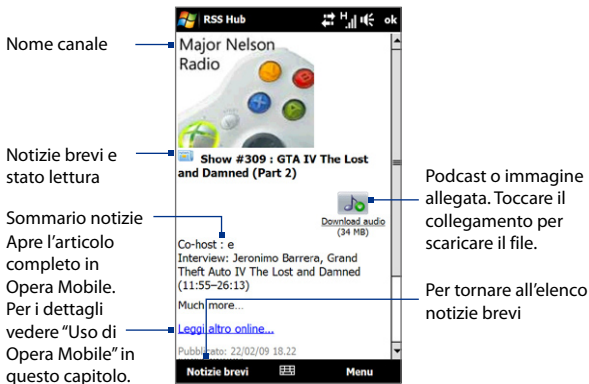 Nome canale
Notizie brevi e
stato lettura
Sommario notizie
Apre l'articolo
completo in
Opera Mobile.
Per i dettagli
vedere "Uso di
Opera Mobile" in
questo capitolo.
RSS Hub
H
ok
Major Nelson
Radio
Show #309 : GTA IV The Lost
and Damned (Part 2)
Download audio
(34 MB)
Co-host : e
Interview: Jeronimo Barrera, Grand
Theft Auto IV The Lost and Damned
(11:55–26:13)
Much more...
Leggi altro online...
Pubblicato: 22/02/09 18.22
Notizie brevi
Menu
Podcast o immagine
allegata. Toccare il
collegamento per
scaricare il file.
Per tornare all'elenco
notizie brevi